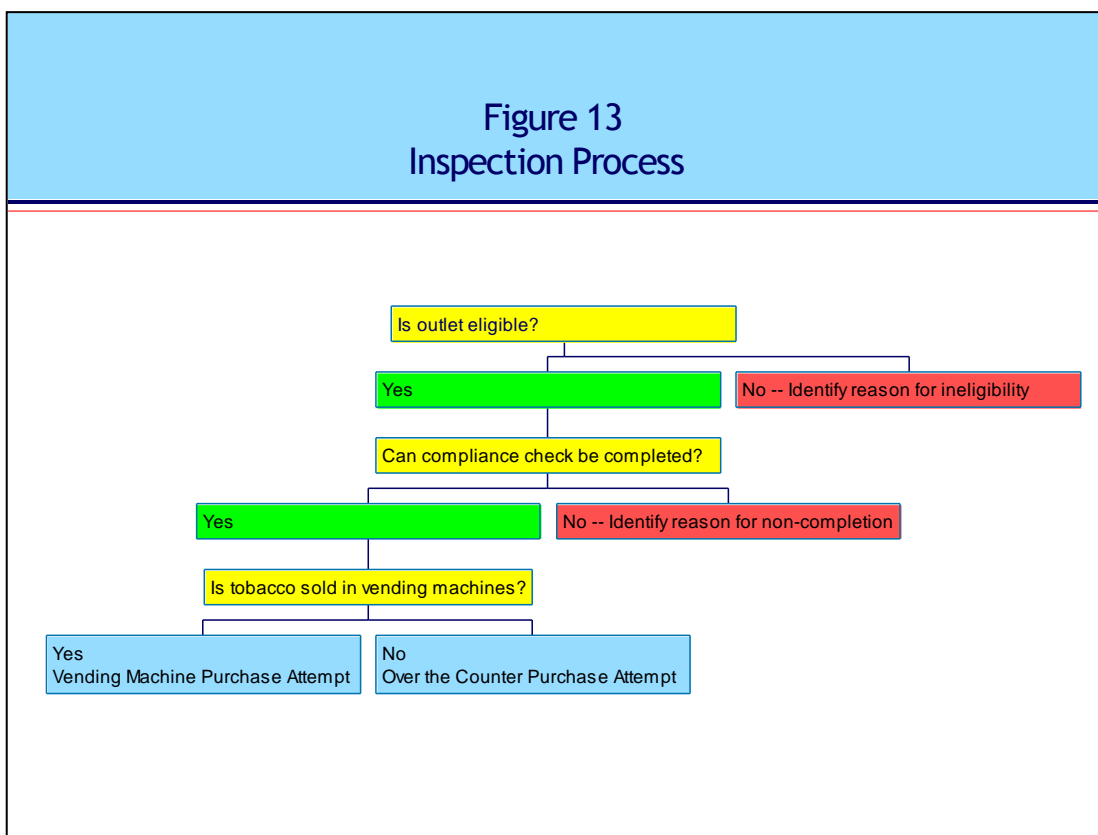 Figure 13
Inspection Process
Is outlet eligible?
Yes
No -- Identify reason for ineligibility
Can compliance check be completed?
Yes
No -- Identify reason for non-completion
Is tobacco sold in vending machines?
Yes
Vending Machine Purchase Attempt
No
Over the Counter Purchase Attempt